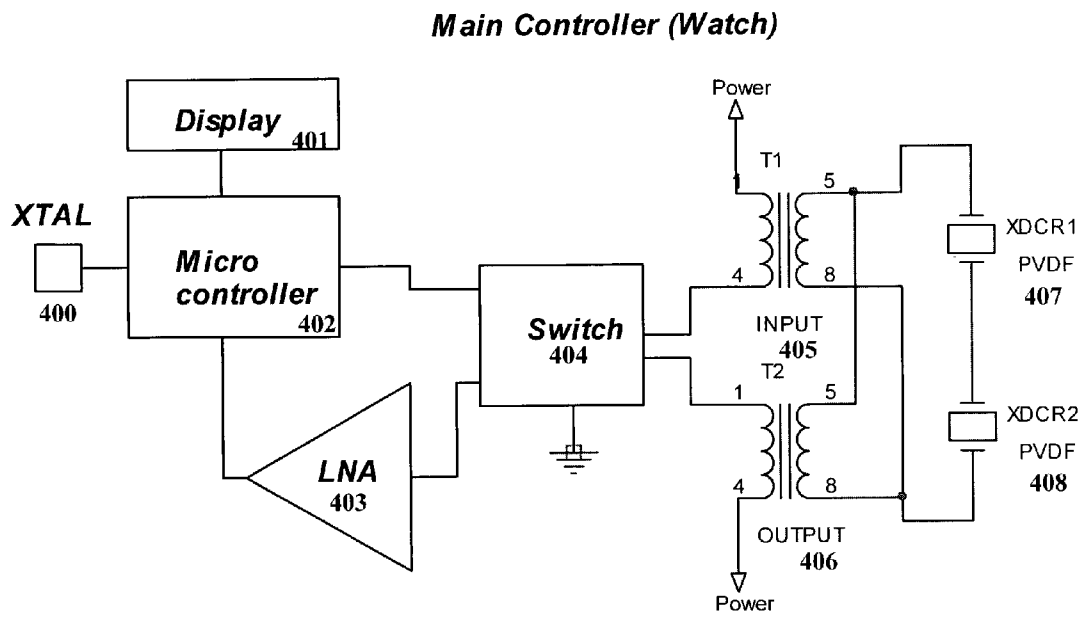 Main Controller (Watch)
Power
Display
401
T1
1
5
XTAL
XDCR1
Micro
controller
402
PVDF
407
400
4
8
Switch
404
INPUT
405
T2
1
5
XDCR2
PVDF
408
LNA
403
4
8
OUTPUT
406
Power